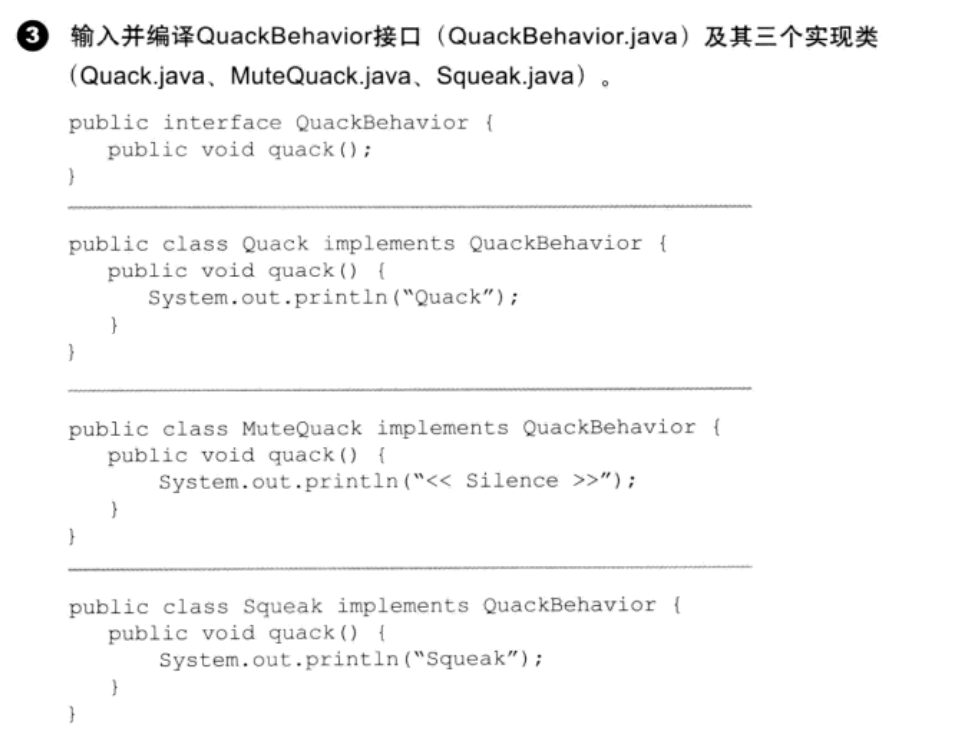 3 输入并编译QuackBehavior接口（QuackBehavior.java）及其三个实现类
（Quack.java、MuteQuack.java、Squeak.java）。
public interface QuackBehavior {
public void quack();
}
public class Quack implements QuackBehavior {
public void quack() {
System.out.println(“Quack”);
}
}
public class MuteQuack implements QuackBehavior {
public void quack() {
System.out.println(“<< Silence >>”);
}
}
public class Squeak implements QuackBehavior {
public void quack() {
System.out.println(“Squeak”);
}
}